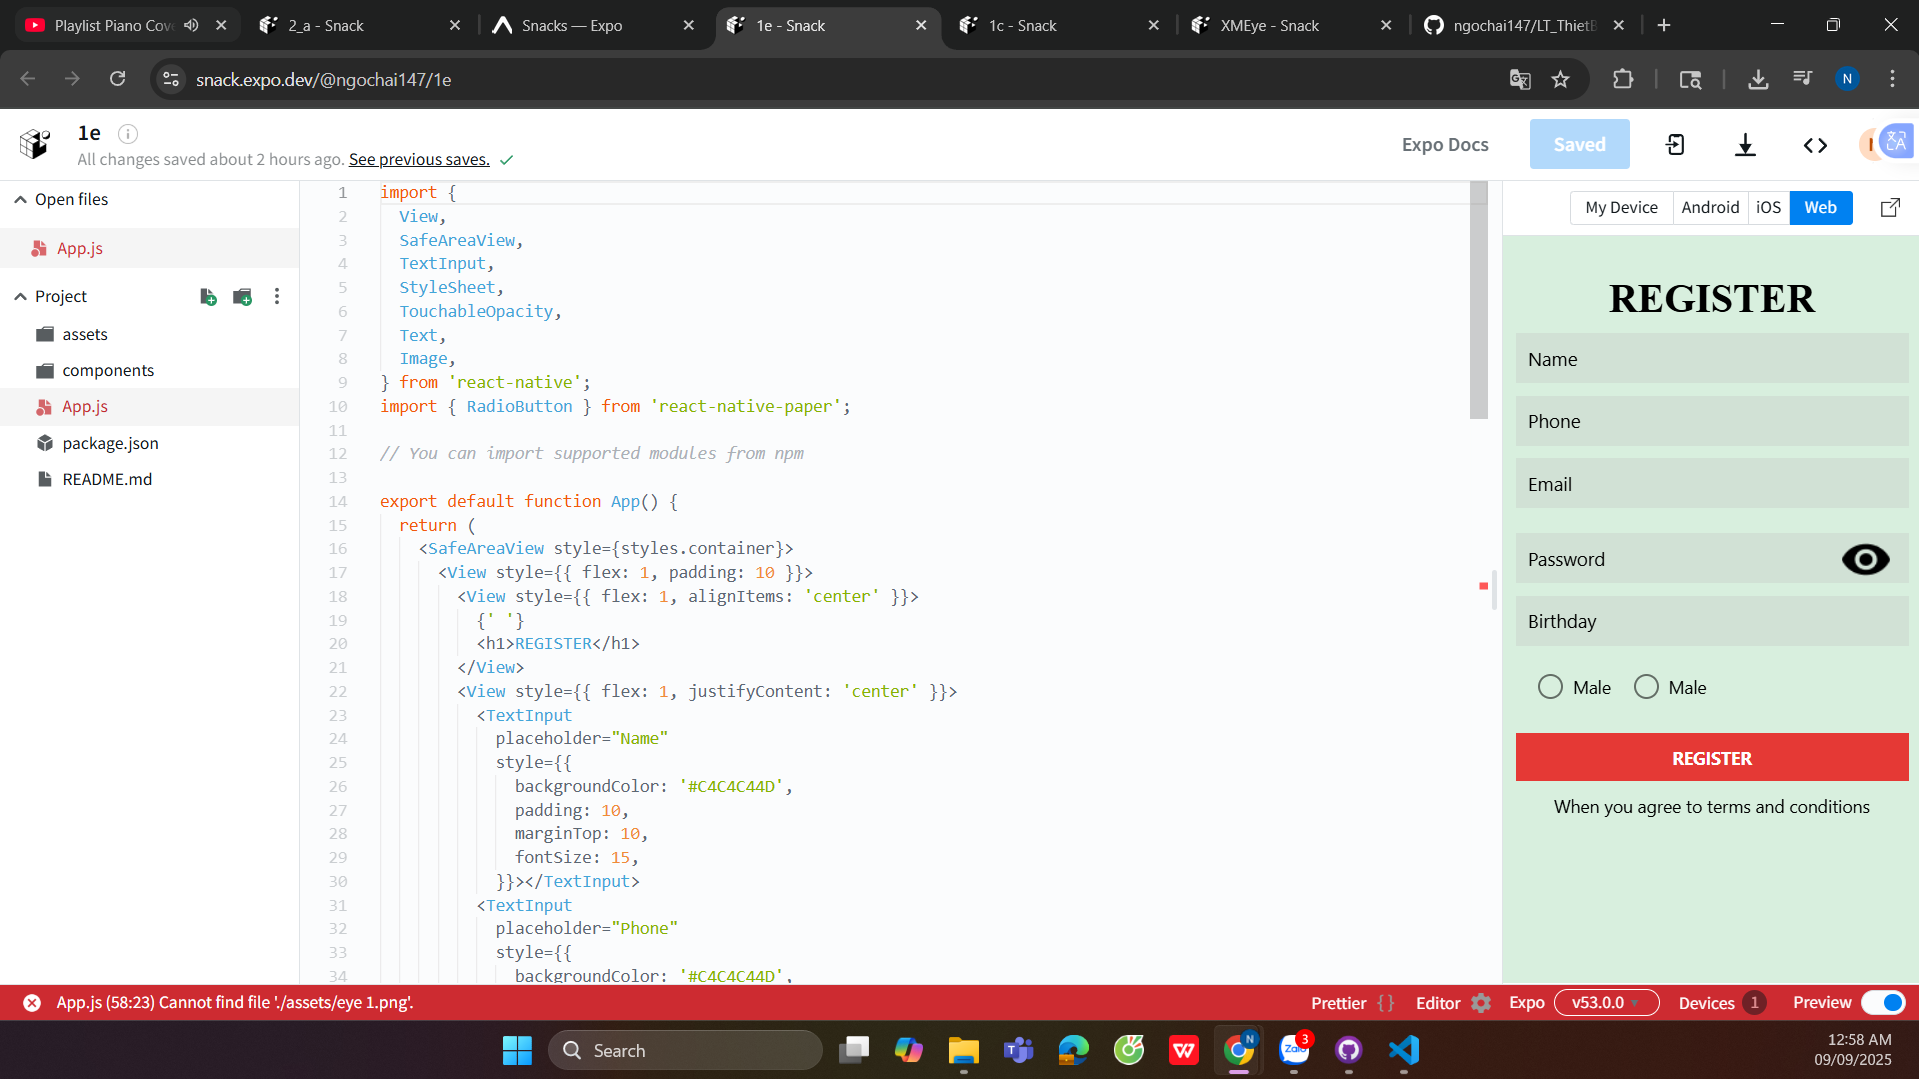 Playlist Piano Cov
2_a - Snack
Snacks — Expo
1e - Snack
1c - Snack
XMEye - Snack
ngochai147/LT_ThietB
snack.expo.dev/@ngochai147/1e
N
1e
All changes saved about 2 hours ago. See previous saves.
Expo Docs
Saved
Open files
App.js
Project
assets
components
App.js
package.json
README.md
1 import {
2 View,
3 SafeAreaView,
4 TextInput,
5 StyleSheet,
6 TouchableOpacity,
7 Text,
8 Image,
9 } from 'react-native';
10 import { RadioButton } from 'react-native-paper';
11
12 // You can import supported modules from npm
13
14 export default function App() {
15 return (
16 <SafeAreaView style={styles.container}>
17 <View style={{ flex: 1, padding: 10 }}>
18 <View style={{ flex: 1, alignItems: 'center' }}>
19 {' '}
20 <h1>REGISTER</h1>
21 </View>
22 <View style={{ flex: 1, justifyContent: 'center' }}>
23 <TextInput
24 placeholder="Name"
25 style={{
26 backgroundColor: '#C4C4C44D',
27 padding: 10,
28 marginTop: 10,
29 fontSize: 15,
30 }}></TextInput>
31 <TextInput
32 placeholder="Phone"
33 style={{
34 backgroundColor: '#C4C4C44D',
My Device
Android
iOS
Web
REGISTER
Name
Phone
Email
Password
Birthday
Male
Male
REGISTER
When you agree to terms and conditions
App.js (58:23) Cannot find file './assets/eye 1.png'.
Prettier { }
Editor
Expo
v53.0.0
Devices 1
Preview
Search
N
Zalo
3
12:58 AM
09/09/2025